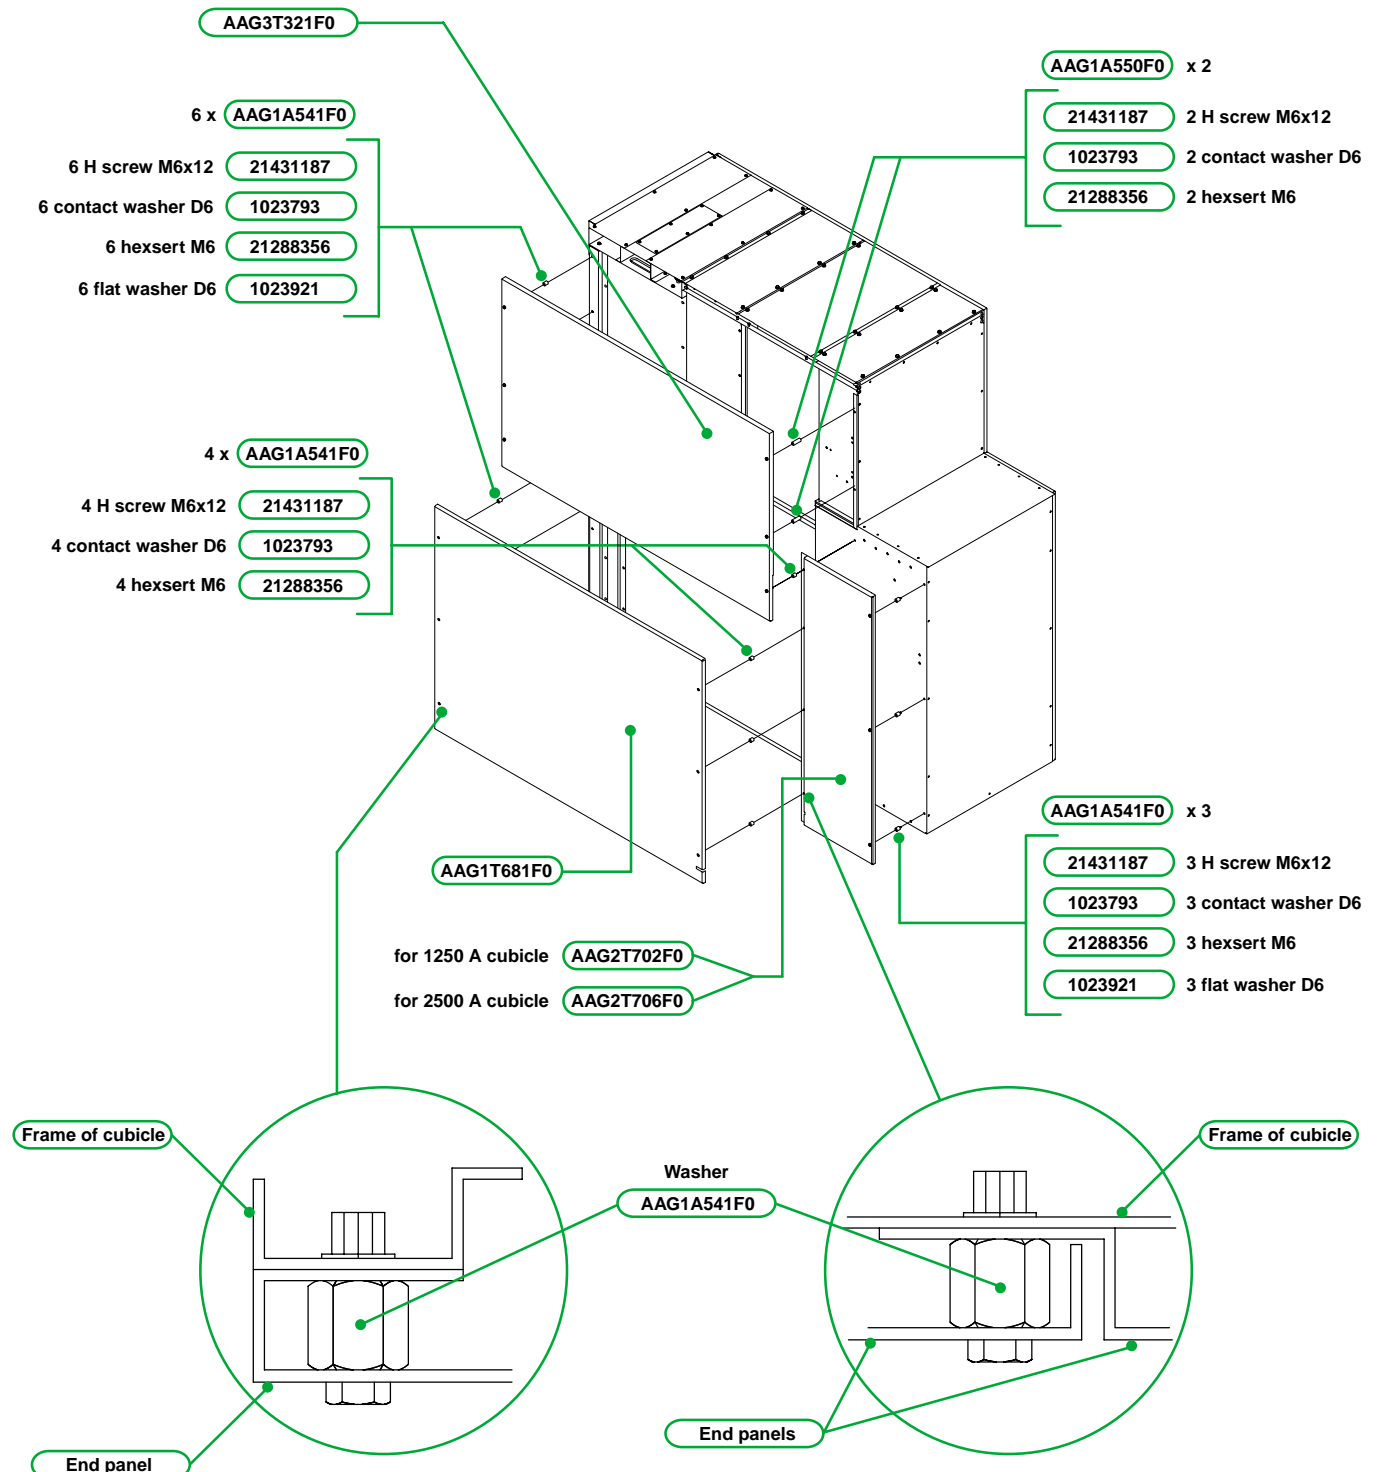 AAG3T321F0
AAG1A550F0 x 2
21431187 2 H screw M6x12
1023793 2 contact washer D6
21288356 2 hexsert M6
6 x AAG1A541F0
6 H screw M6x12 21431187
6 contact washer D6 1023793
6 hexsert M6 21288356
6 flat washer D6 1023921
4 x AAG1A541F0
4 H screw M6x12 21431187
4 contact washer D6 1023793
4 hexsert M6 21288356
AAG1A541F0 x 3
21431187 3 H screw M6x12
1023793 3 contact washer D6
21288356 3 hexsert M6
1023921 3 flat washer D6
AAG1T681F0
for 1250 A cubicle AAG2T702F0
for 2500 A cubicle AAG2T706F0
Frame of cubicle
Washer
AAG1A541F0
Frame of cubicle
End panels
End panel